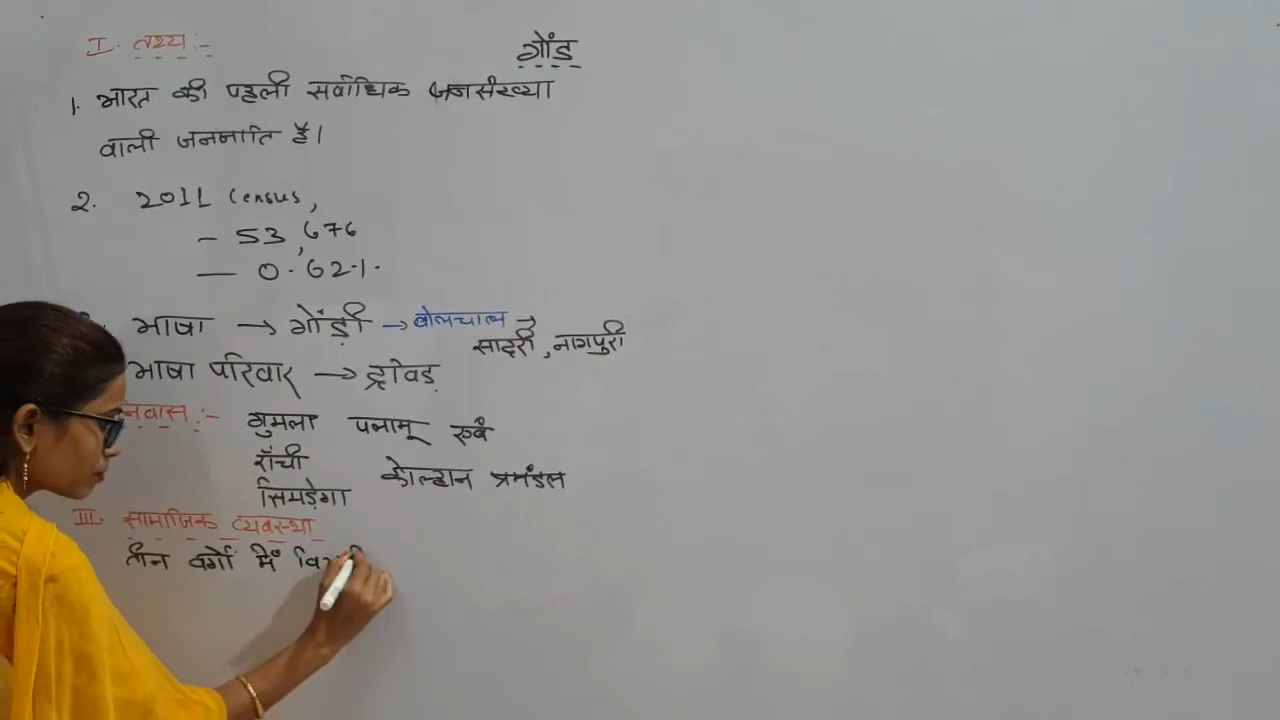 गोंड
I. तथ्य :-
1. भारत की पहली सर्वाधिक जनसंख्या
वाली जनजाति है।
2. 2011 Census,
- 53,676
- 0.62%
भाषा → गोंड़ी → बोलचाल →
सादरी, नागपुरी
भाषा परिवार → द्रविड़
निवास :- गुमला पलामू एवं
राँची कोल्हान प्रमंडल
सिमडेगा
III. सामाजिक व्यवस्था
तीन वर्गों में